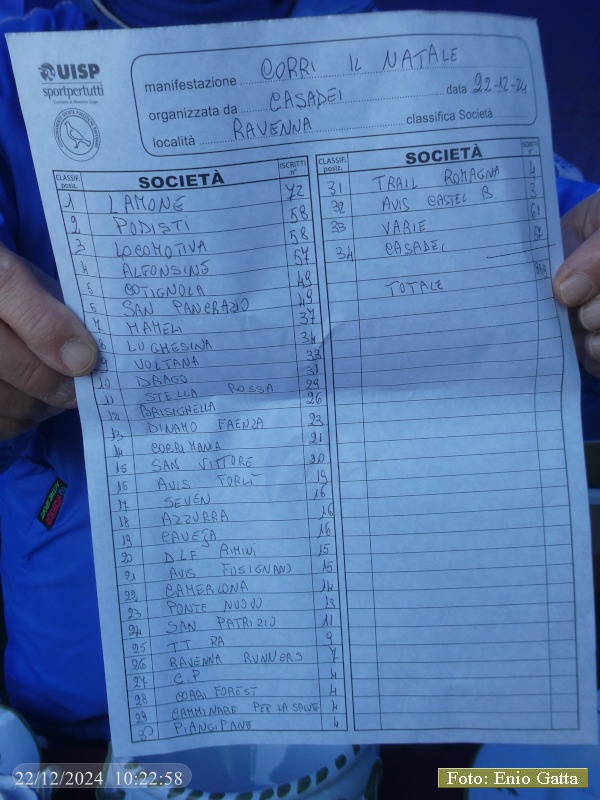 UISP
sportpertutti
manifestazione CORRI IL NATALE
organizzata da CASADEI data 22-12-24
località RAVENNA classifica Società
CLASSIF. posiz. SOCIETÀ ISCRITTI n°
1 LAMONE 72
2 PODISTI 58
3 LOCOMOTIVA 58
4 ALFONSINE 57
5 COTIGNOLA 49
6 SAN PANCRAZIO 49
7 MAMELI 37
8 LUGHESINA 34
9 VOLTANA 33
10 DRAGO 31
11 STELLA ROSSA 29
12 BRISIGHELLA 26
13 DINAMO FAENZA 23
14 CORRIMANIA 21
15 SAN VITTORE 20
16 AVIS FORLÌ 19
17 SEVEN 16
18 AZZURRA 16
19 CAVEJA 16
20 DLF RIMINI 15
21 AVIS FUSIGNANO 15
22 CAMERLONA 14
23 PONTE NUOVO 13
24 SAN PATRIZIO 11
25 TT RA 9
26 RAVENNA RUNNERS 7
27 C.P 4
28 CORRIFOREST 4
29 CAMMINARE PER LA SALUTE 4
30 PIANGIPANE 4
CLASSIF. posiz. SOCIETÀ ISCRITTI n°
31 TRAIL ROMAGNA 4
32 AVIS CASTEL B 3
33 VARIE 61
34 CASADEI
TOTALE
22/12/2024 10:22:58
Foto: Enio Gatta